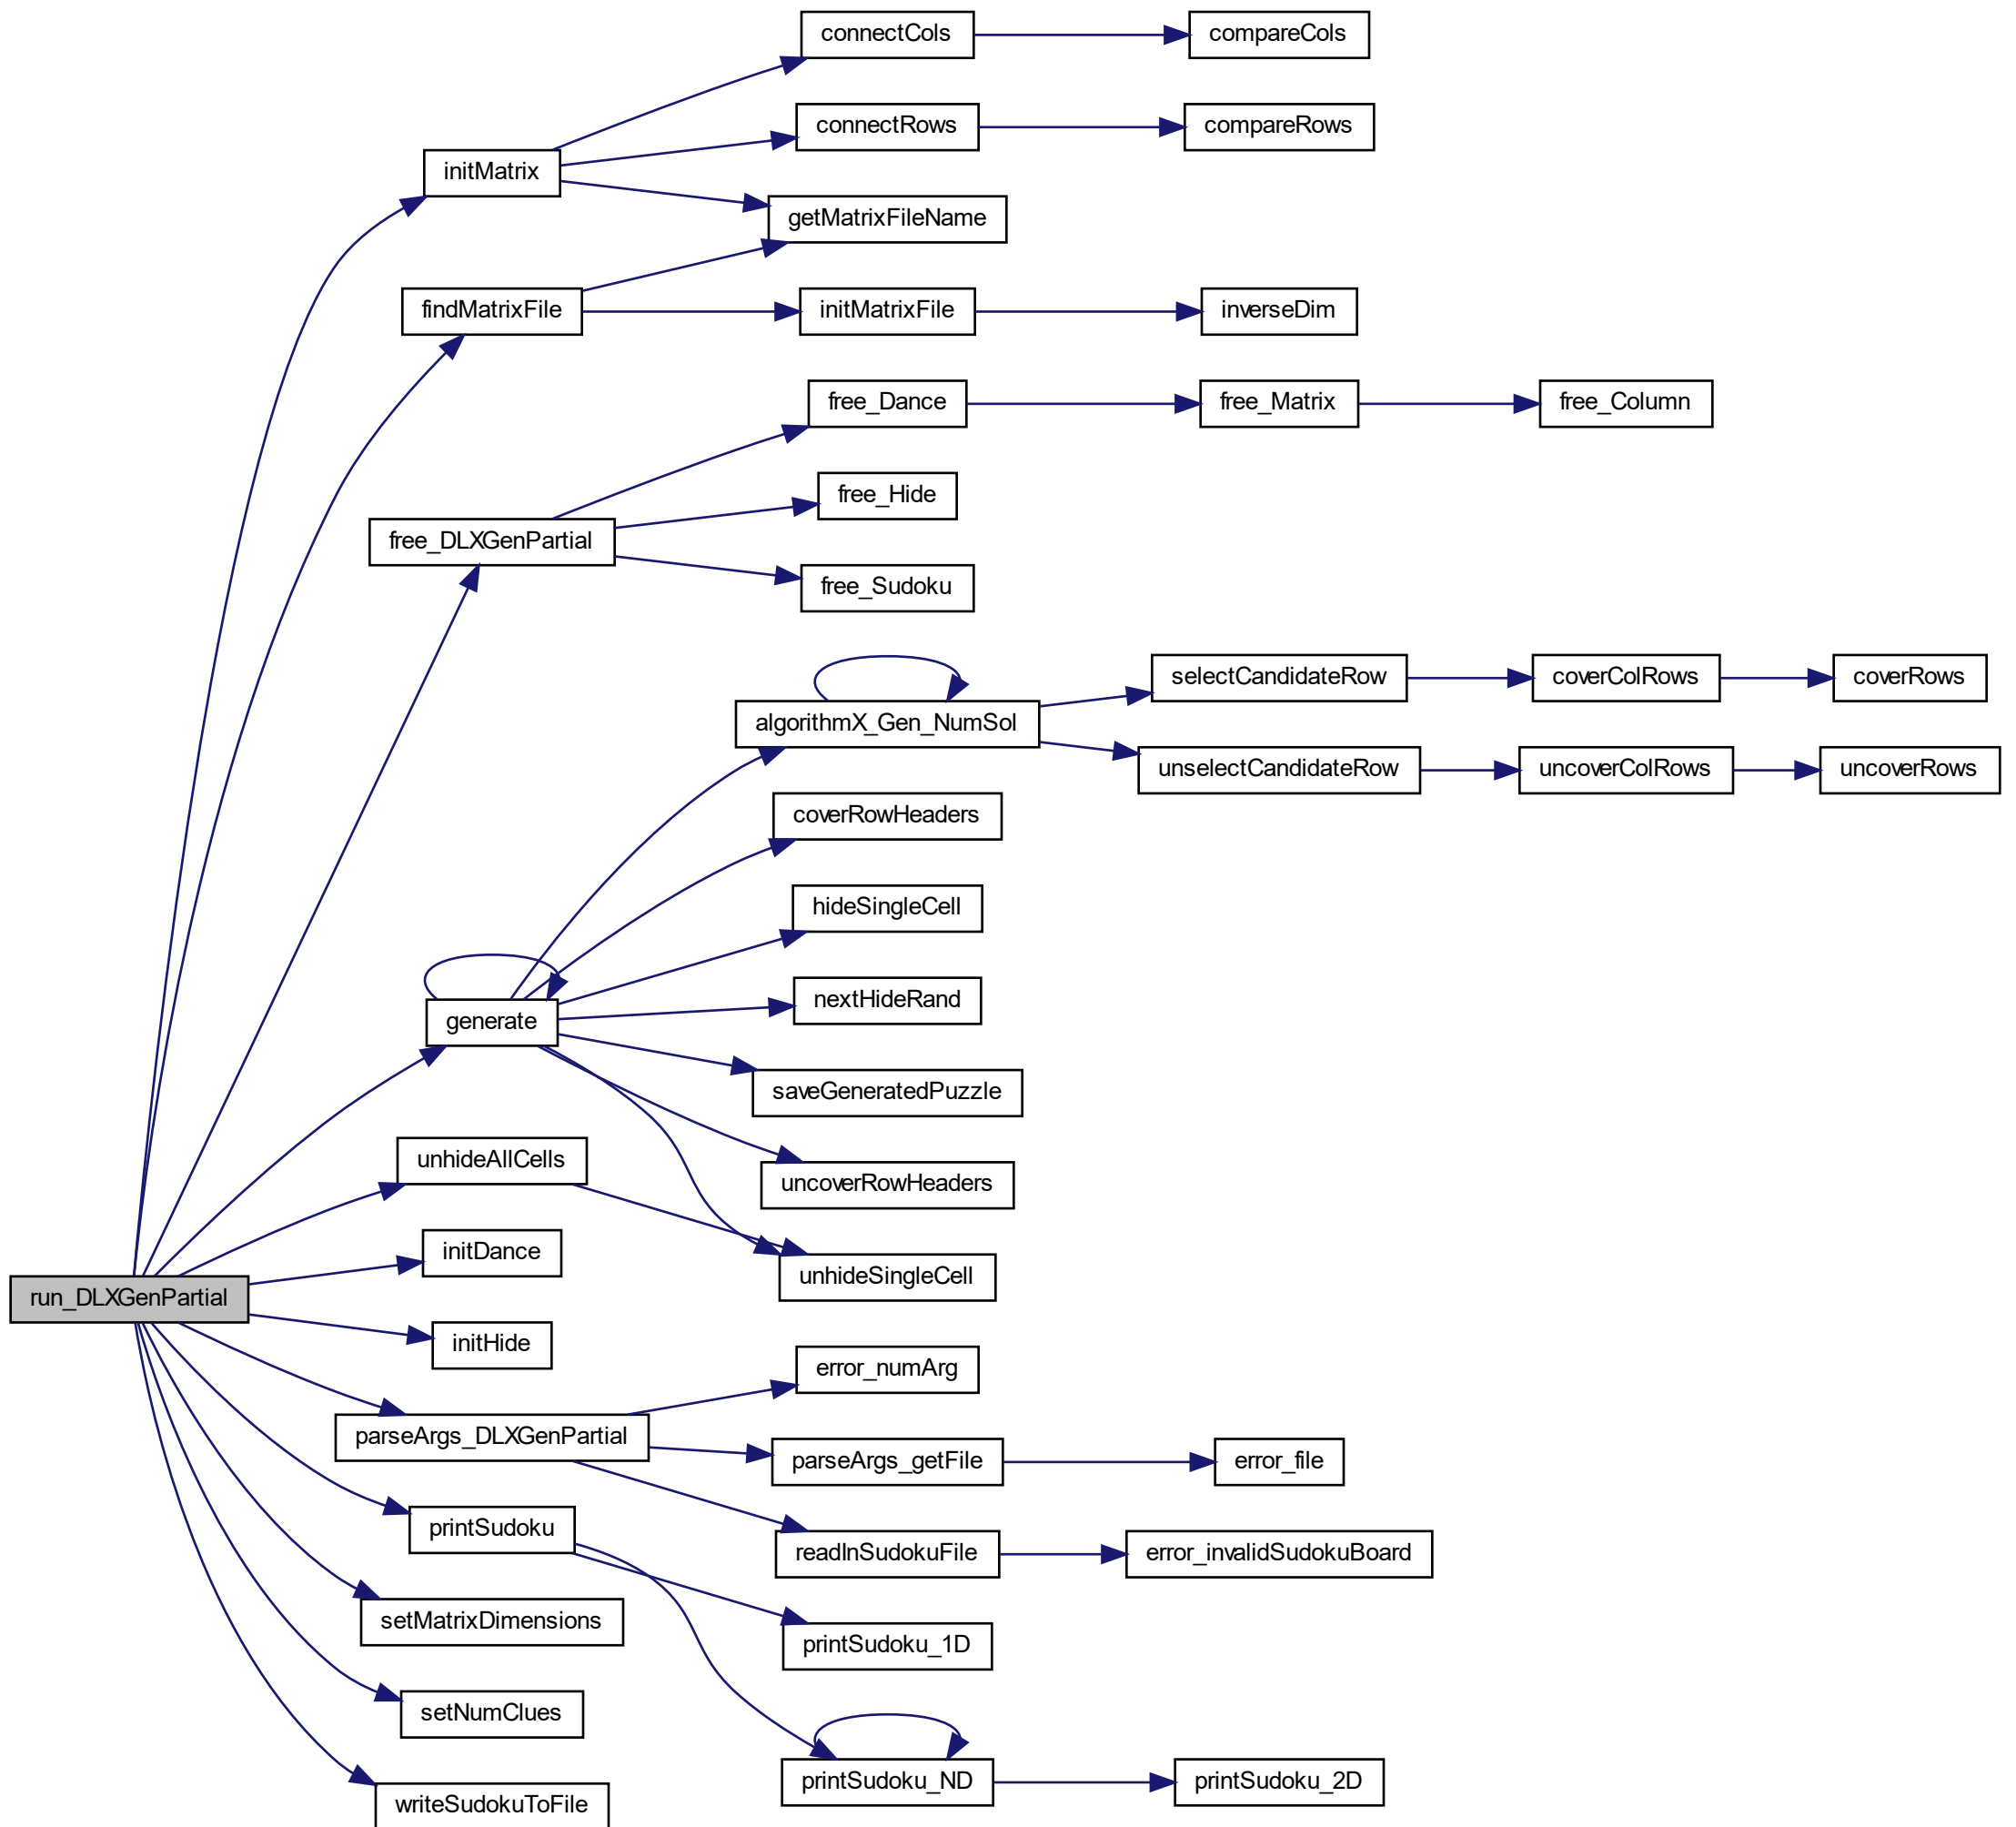 connectCols
compareCols
connectRows
compareRows
initMatrix
getMatrixFileName
findMatrixFile
initMatrixFile
inverseDim
free_Dance
free_Matrix
free_Column
free_Hide
free_DLXGenPartial
free_Sudoku
selectCandidateRow
coverColRows
coverRows
algorithmX_Gen_NumSol
unselectCandidateRow
uncoverColRows
uncoverRows
coverRowHeaders
hideSingleCell
nextHideRand
generate
saveGeneratedPuzzle
unhideAllCells
uncoverRowHeaders
initDance
unhideSingleCell
run_DLXGenPartial
initHide
error_numArg
parseArgs_DLXGenPartial
parseArgs_getFile
error_file
printSudoku
readInSudokuFile
error_invalidSudokuBoard
setMatrixDimensions
printSudoku_1D
setNumClues
printSudoku_ND
printSudoku_2D
writeSudokuToFile